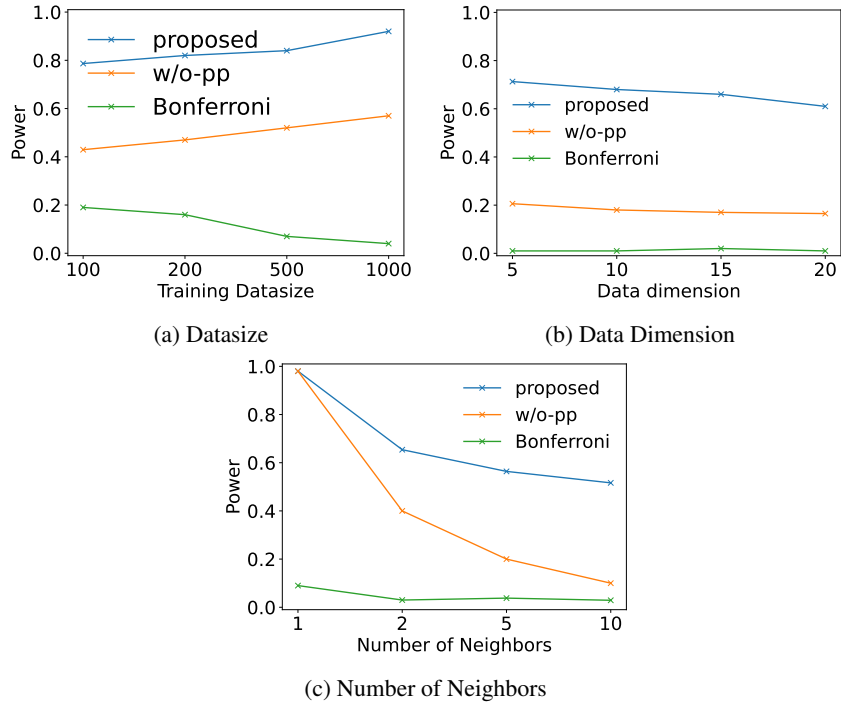 1.0
0.8
0.6
0.4
0.2
0.0
Power
proposed
w/o-pp
Bonferroni
100 200 500 1000
Training Datasize
(a) Datasize
1.0
0.8
0.6
0.4
0.2
0.0
Power
proposed
w/o-pp
Bonferroni
5 10 15 20
Data dimension
(b) Data Dimension
1.0
0.8
0.6
0.4
0.2
0.0
Power
proposed
w/o-pp
Bonferroni
1 2 5 10
Number of Neighbors
(c) Number of Neighbors